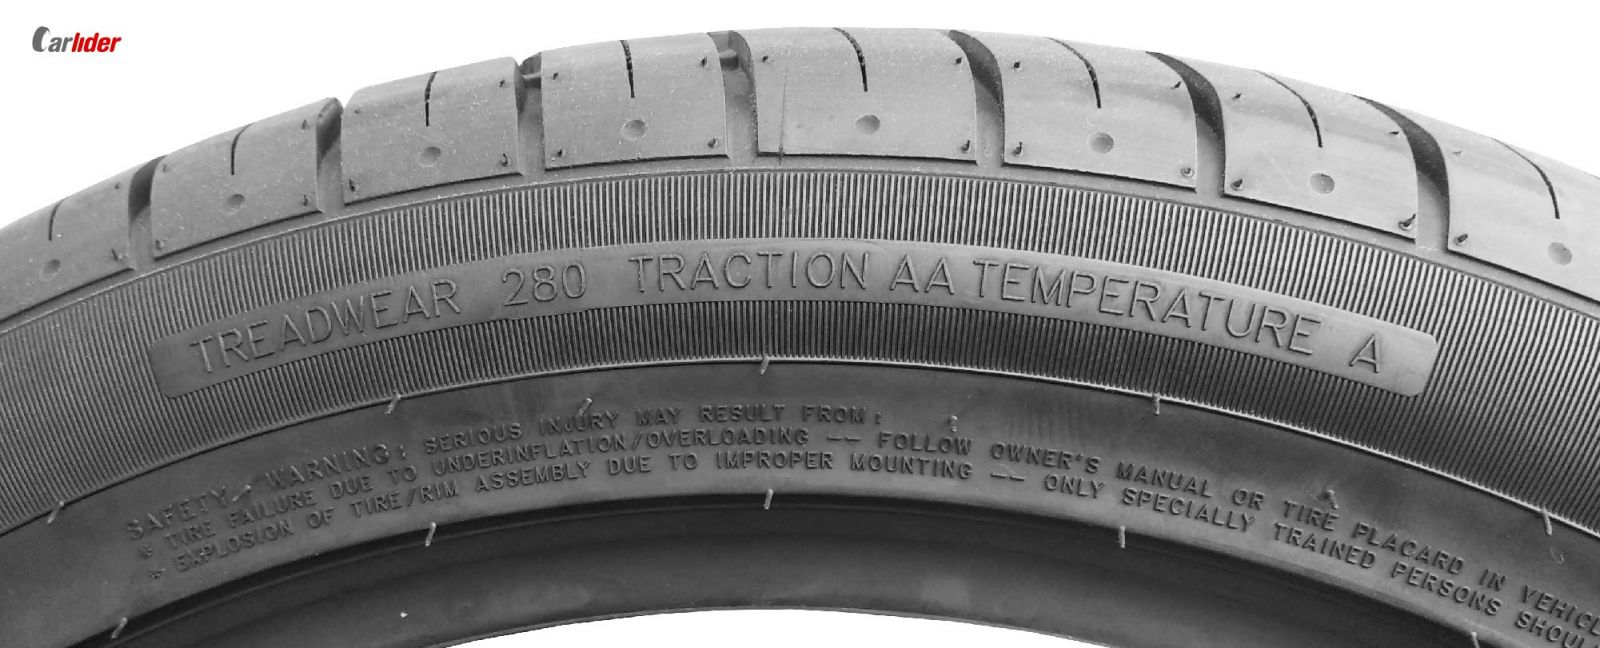 Carlider
TREADWEAR 280 TRACTION AA TEMPERATURE A
SAFETY WARNING: SERIOUS INJURY MAY RESULT FROM:
* TIRE FAILURE DUE TO UNDERINFLATION/OVERLOADING -- FOLLOW OWNER'S MANUAL OR TIRE PLACARD IN VEHICL
* EXPLOSION OF TIRE/RIM ASSEMBLY DUE TO IMPROPER MOUNTING -- ONLY SPECIALLY TRAINED PERSONS SHOUL